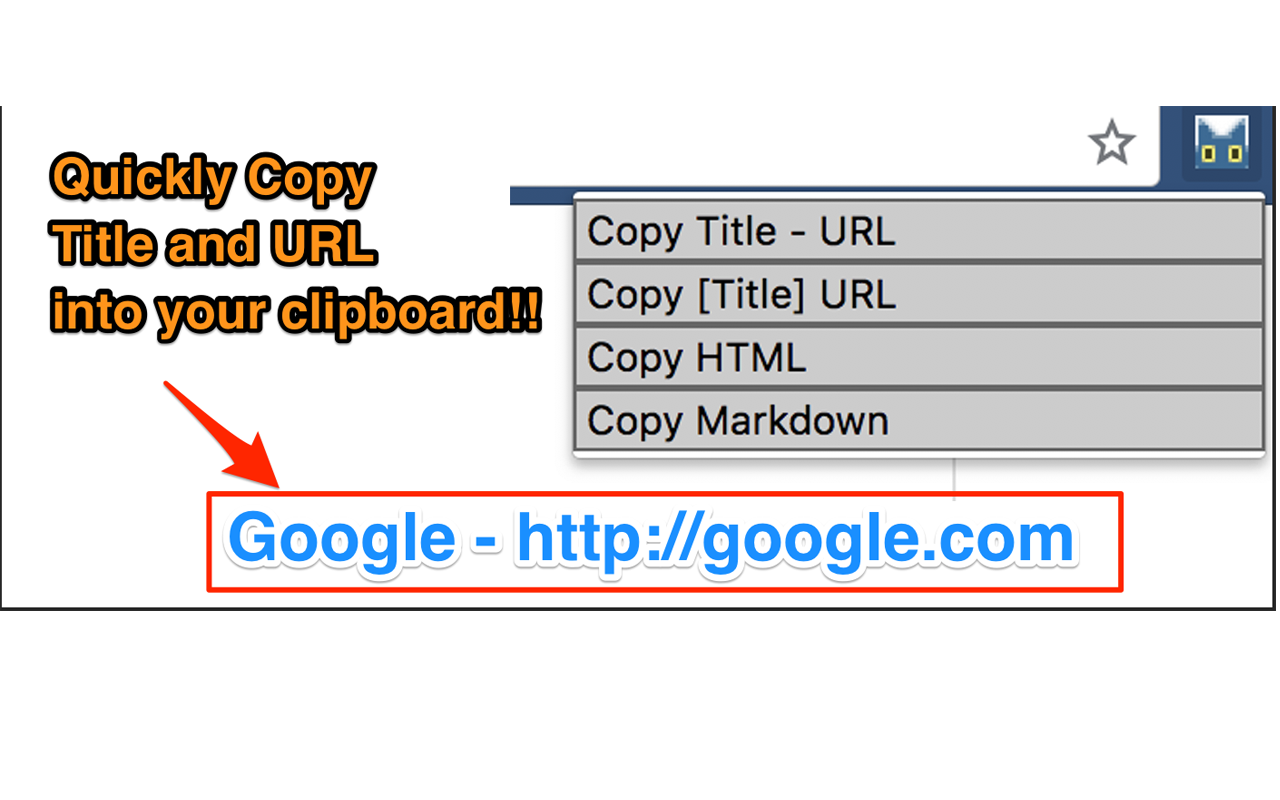 Quickly Copy
Title and URL
into your clipboard!!
Copy Title - URL
Copy [Title] URL
Copy HTML
Copy Markdown
Google - http://google.com